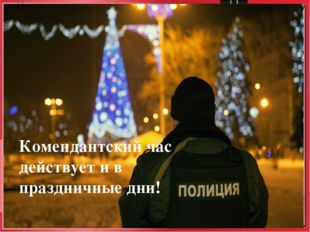 Комендантский час
действует и в
праздничные дни!
ПОЛИЦИЯ